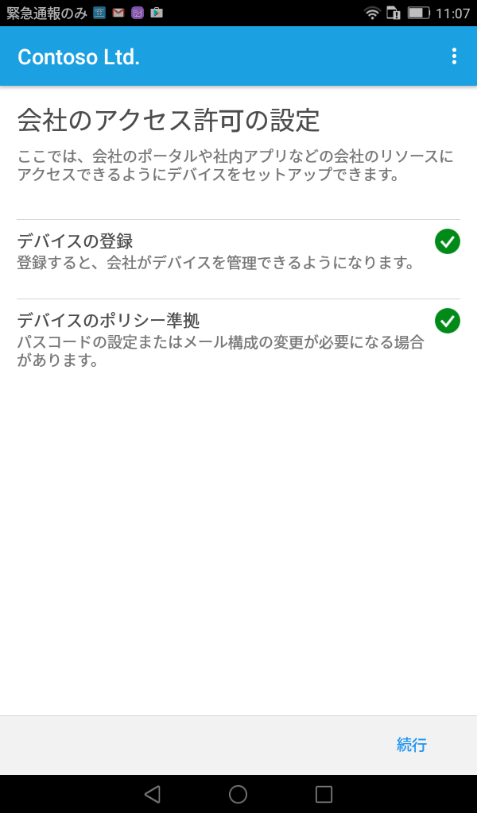 緊急通報のみ 11:07
Contoso Ltd.
会社のアクセス許可の設定
ここでは、会社のポータルや社内アプリなどの会社のリソースに
アクセスできるようにデバイスをセットアップできます。
デバイスの登録
登録すると、会社がデバイスを管理できるようになります。
デバイスのポリシー準拠
パスコードの設定またはメール構成の変更が必要になる場合
があります。
続行